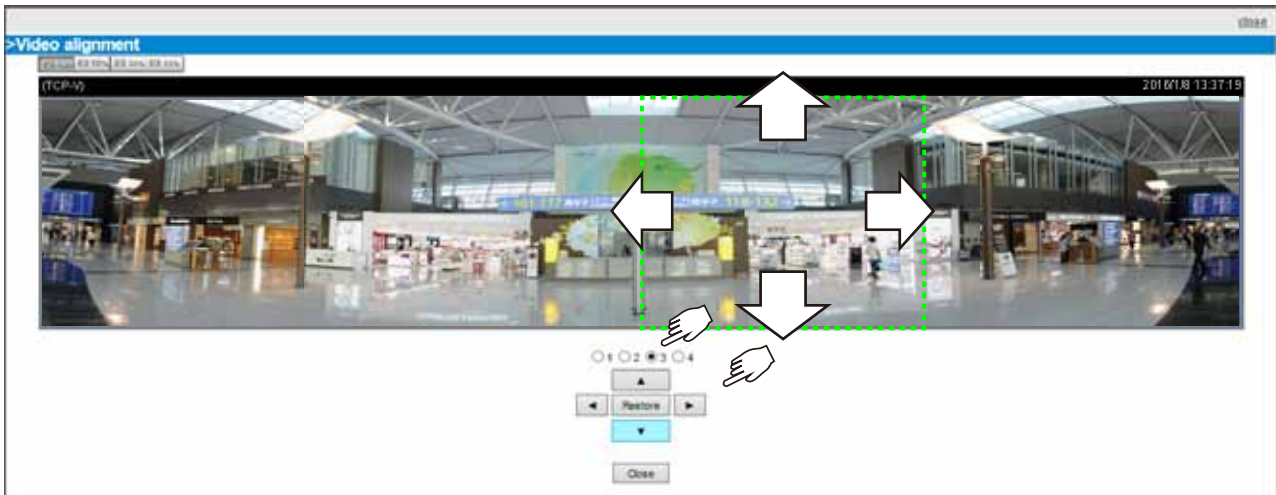 close
>Video alignment
(TCP-V) 2016/1/8 13:37:19
1 2 3 4
▲
◄ Restore ►
▼
Close